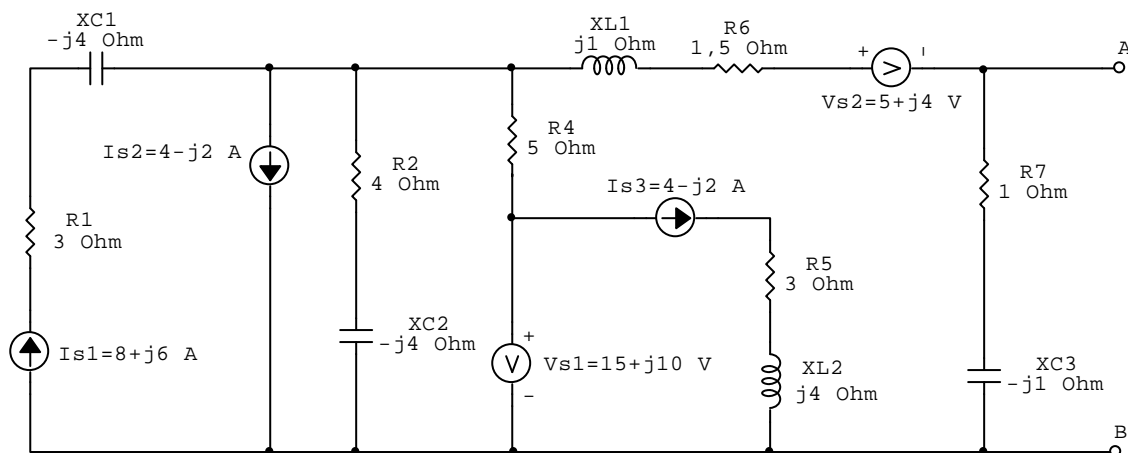 XC1
-j4 Ohm
XL1
j1 Ohm
R6
1,5 Ohm
+
-
A
Vs2=5+j4 V
Is2=4-j2 A
R2
4 Ohm
R4
5 Ohm
Is3=4-j2 A
R7
1 Ohm
R1
3 Ohm
R5
3 Ohm
Is1=8+j6 A
XC2
-j4 Ohm
+
V
Vs1=15+j10 V
-
XL2
j4 Ohm
XC3
-j1 Ohm
B